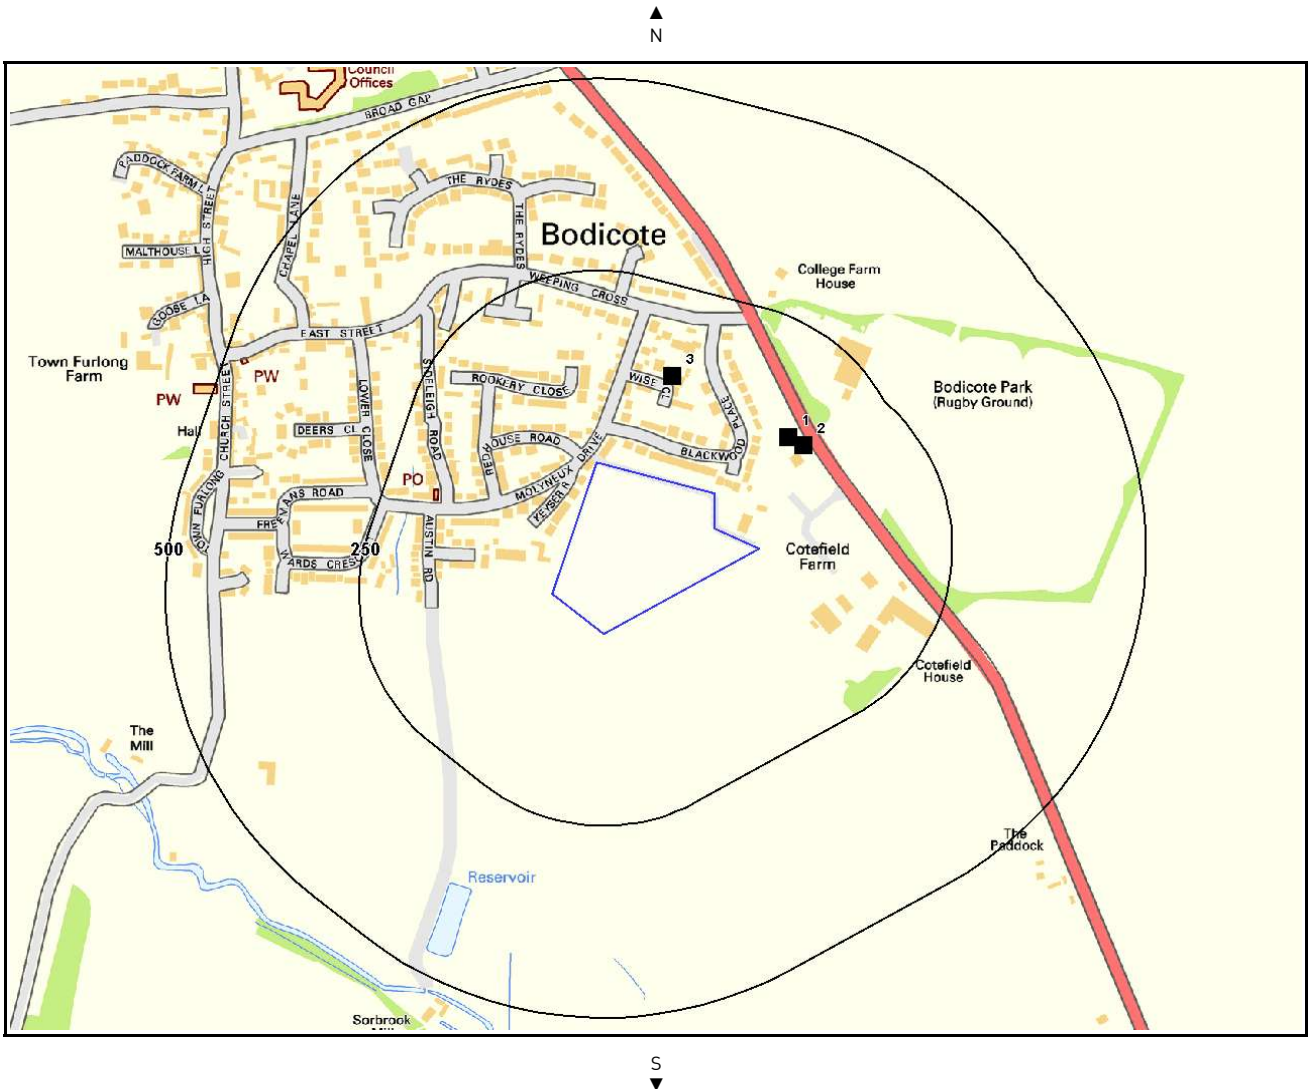 ▲
N
Council
Offices
BROAD GAP
PADDOCK FARM L
THE RYDES
HIGH STREET
CHAPEL LANE
THE RYDES
Bodicote
MALTHOUSE L
College Farm
House
WEEPING CROSS
GOOSE LA
EAST STREET
Town Furlong
Farm
PW
PW
3
WISE
CL
ROOKERY CLOSE
Bodicote Park
(Rugby Ground)
PLACE
LOWER CLOSE
SIDELEIGH ROAD
CHURCH STREET
Hall
DEERS CL
1
2
REDHOUSE ROAD
BLACKWOOD
MOLYNEUX DRIVE
PO
KEYSER R
TOWN FURLONG
EVANS ROAD
FRE
AUSTIN RD
500
250
WARDS CRES
Cotefield
Farm
Cotefield
House
The
Mill
The
Paddock
Reservoir
Sorbrook
S
▼